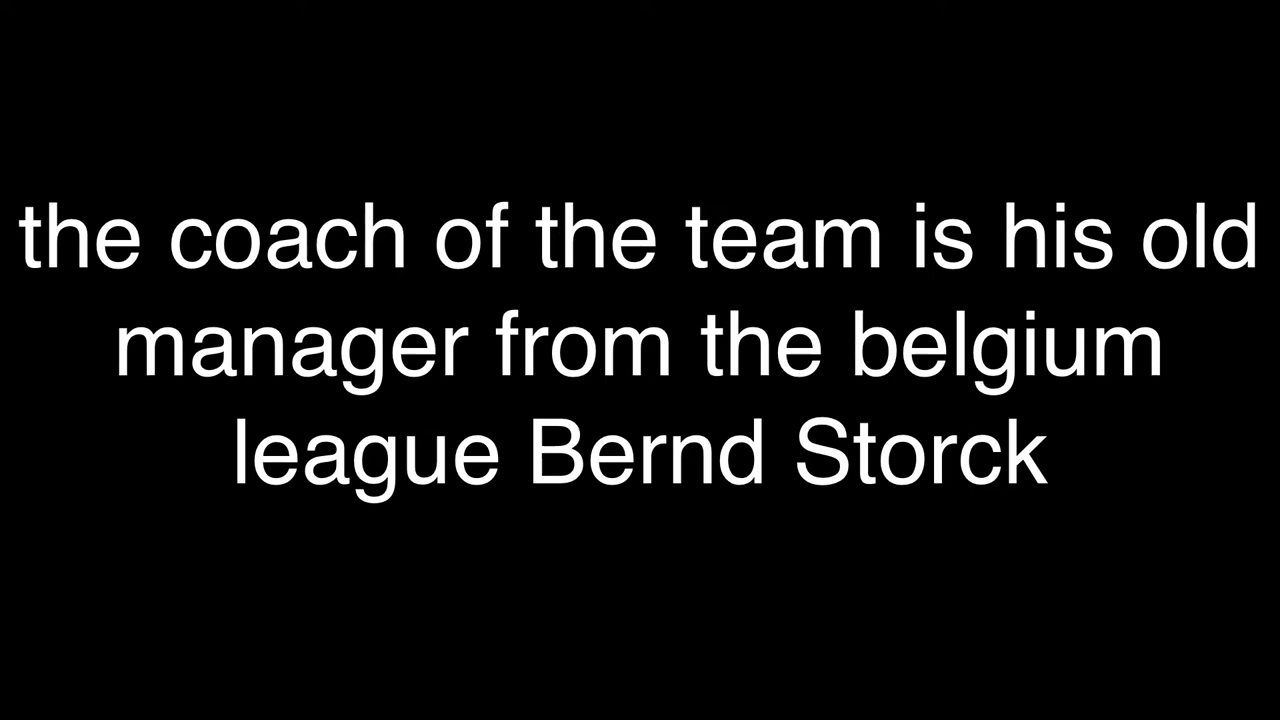 the coach of the team is his old
manager from the belgium
league Bernd Storck